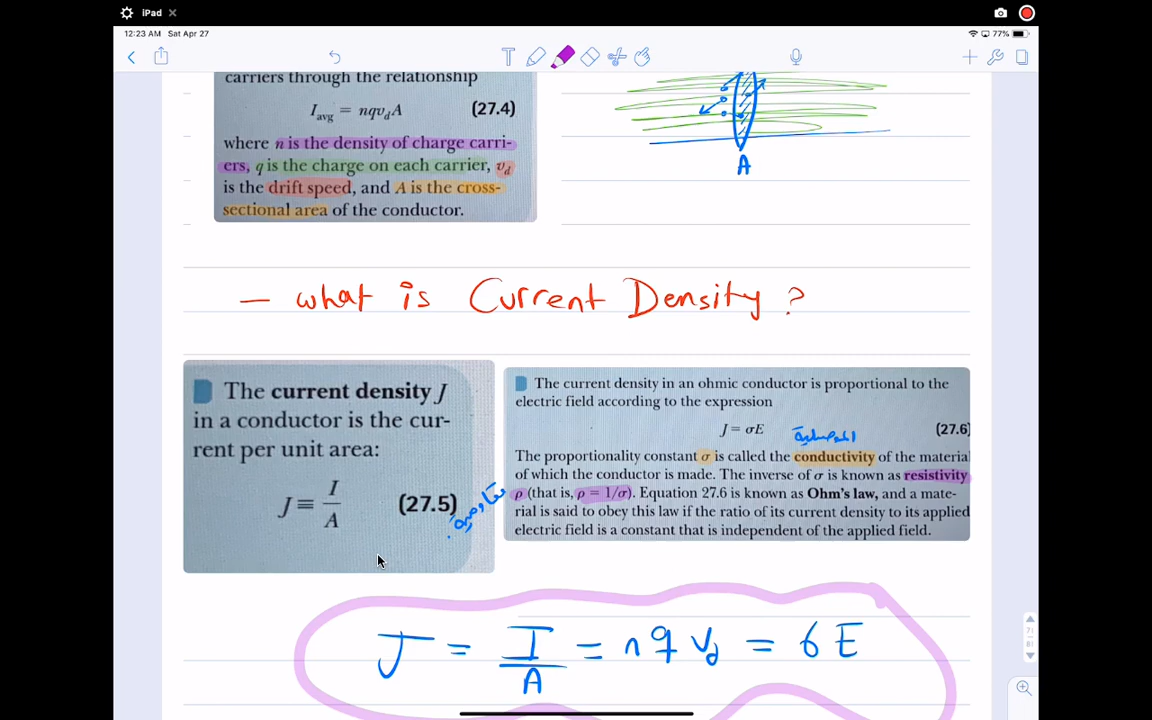 iPad
12:23 AM Sat Apr 27
77%
carriers through the relationship
I_avg = nqv_dA (27.4)
where n is the density of charge carri-
ers, q is the charge on each carrier, v_d
is the drift speed, and A is the cross-
sectional area of the conductor.
A
— what is Current Density ?
The current density J
in a conductor is the cur-
rent per unit area:
J ≡ I/A (27.5)
The current density in an ohmic conductor is proportional to the
electric field according to the expression
J = σE (27.6
The proportionality constant σ is called the conductivity of the material
of which the conductor is made. The inverse of σ is known as resistivity
ρ (that is, ρ = 1/σ). Equation 27.6 is known as Ohm's law, and a mate-
rial is said to obey this law if the ratio of its current density to its applied
electric field is a constant that is independent of the applied field.
J = I/A = nqv_d = σE